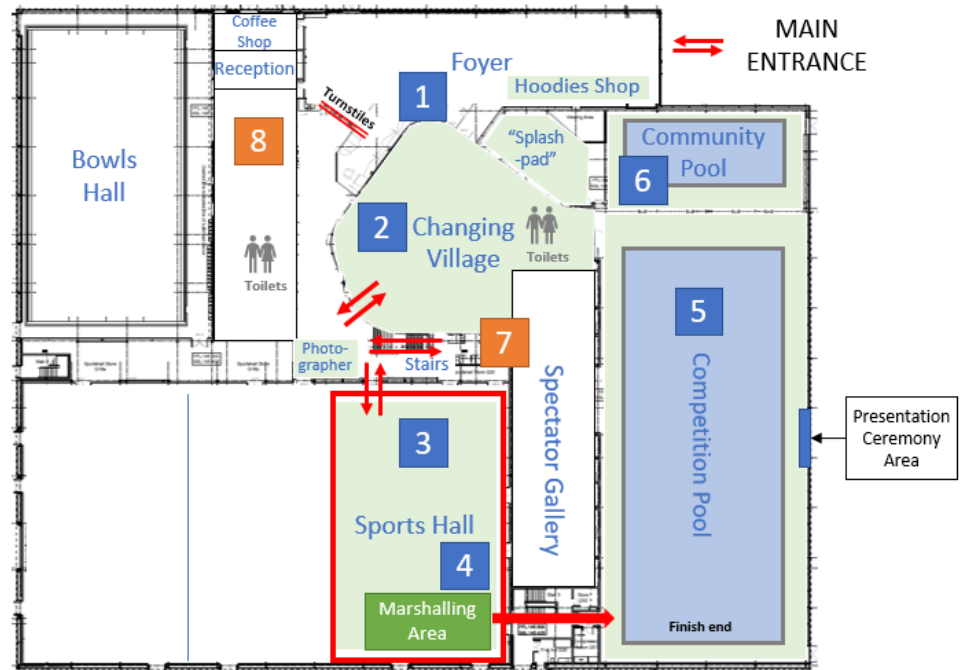 Coffee
Shop
Reception
Foyer
Hoodies Shop
MAIN
ENTRANCE
1
Turnstiles
8
Bowls
Hall
"Splash
-pad"
Community
Pool
6
2
Changing
Village
Toilets
Toilets
5
Competition Pool
7
Photo-
grapher
Stairs
Spectator Gallery
Presentation
Ceremony
Area
3
Sports Hall
4
Marshalling
Area
Finish end